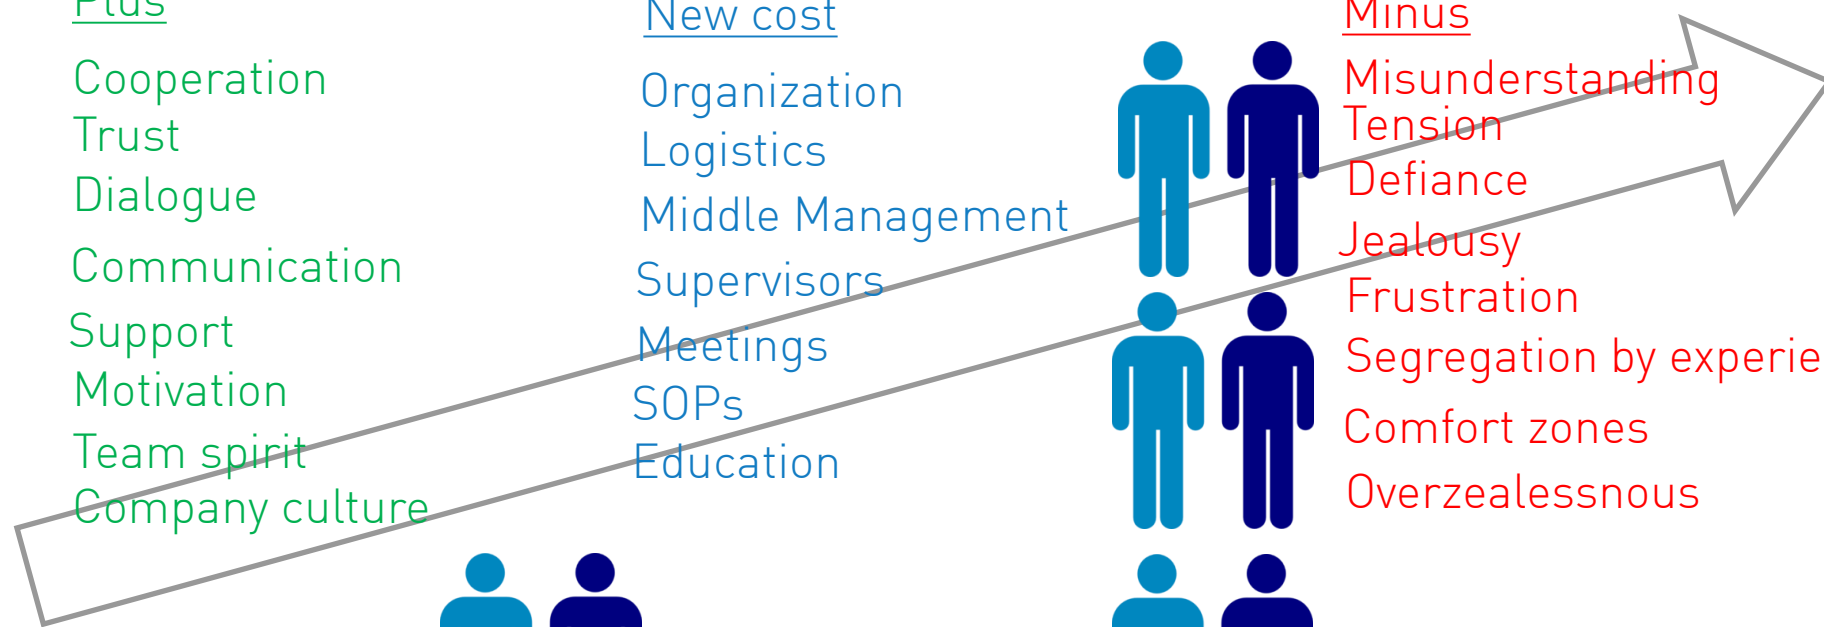 Plus
Cooperation
Trust
Dialogue
Communication
Support
Motivation
Team spirit
Company culture
New cost
Organization
Logistics
Middle Management
Supervisors
Meetings
SOPs
Education
Minus
Misunderstanding
Tension
Defiance
Jealousy
Frustration
Segregation by experie
Comfort zones
Overzealessnous